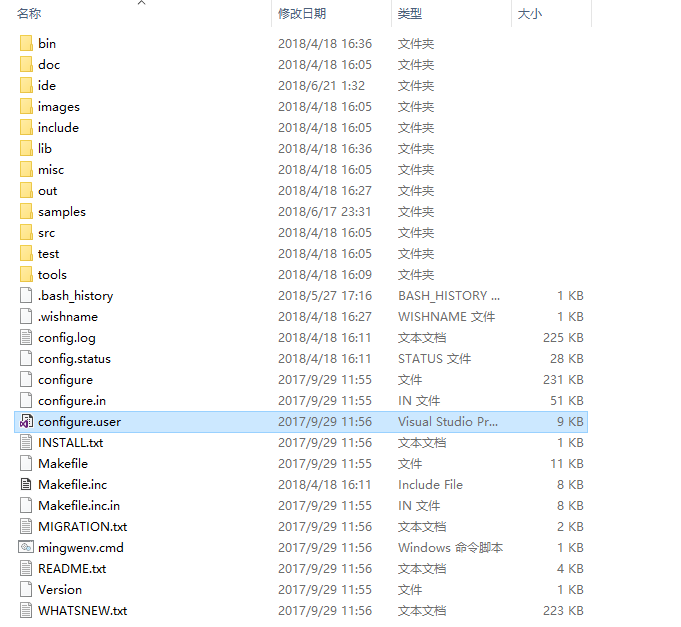 名称 修改日期 类型 大小
bin 2018/4/18 16:36 文件夹
doc 2018/4/18 16:05 文件夹
ide 2018/6/21 1:32 文件夹
images 2018/4/18 16:05 文件夹
include 2018/4/18 16:05 文件夹
lib 2018/4/18 16:36 文件夹
misc 2018/4/18 16:05 文件夹
out 2018/4/18 16:27 文件夹
samples 2018/6/17 23:31 文件夹
src 2018/4/18 16:05 文件夹
test 2018/4/18 16:05 文件夹
tools 2018/4/18 16:09 文件夹
.bash_history 2018/5/27 17:16 BASH_HISTORY ... 1 KB
.wishname 2018/4/18 16:27 WISHNAME 文件 1 KB
config.log 2018/4/18 16:11 文本文档 225 KB
config.status 2018/4/18 16:11 STATUS 文件 28 KB
configure 2017/9/29 11:55 文件 231 KB
configure.in 2017/9/29 11:55 IN 文件 51 KB
configure.user 2017/9/29 11:56 Visual Studio Pr... 9 KB
INSTALL.txt 2017/9/29 11:56 文本文档 1 KB
Makefile 2017/9/29 11:55 文件 11 KB
Makefile.inc 2018/4/18 16:11 Include File 8 KB
Makefile.inc.in 2017/9/29 11:55 IN 文件 8 KB
MIGRATION.txt 2017/9/29 11:56 文本文档 2 KB
mingwenv.cmd 2017/9/29 11:56 Windows 命令脚本 1 KB
README.txt 2017/9/29 11:56 文本文档 4 KB
Version 2017/9/29 11:55 文件 1 KB
WHATSNEW.txt 2017/9/29 11:56 文本文档 223 KB